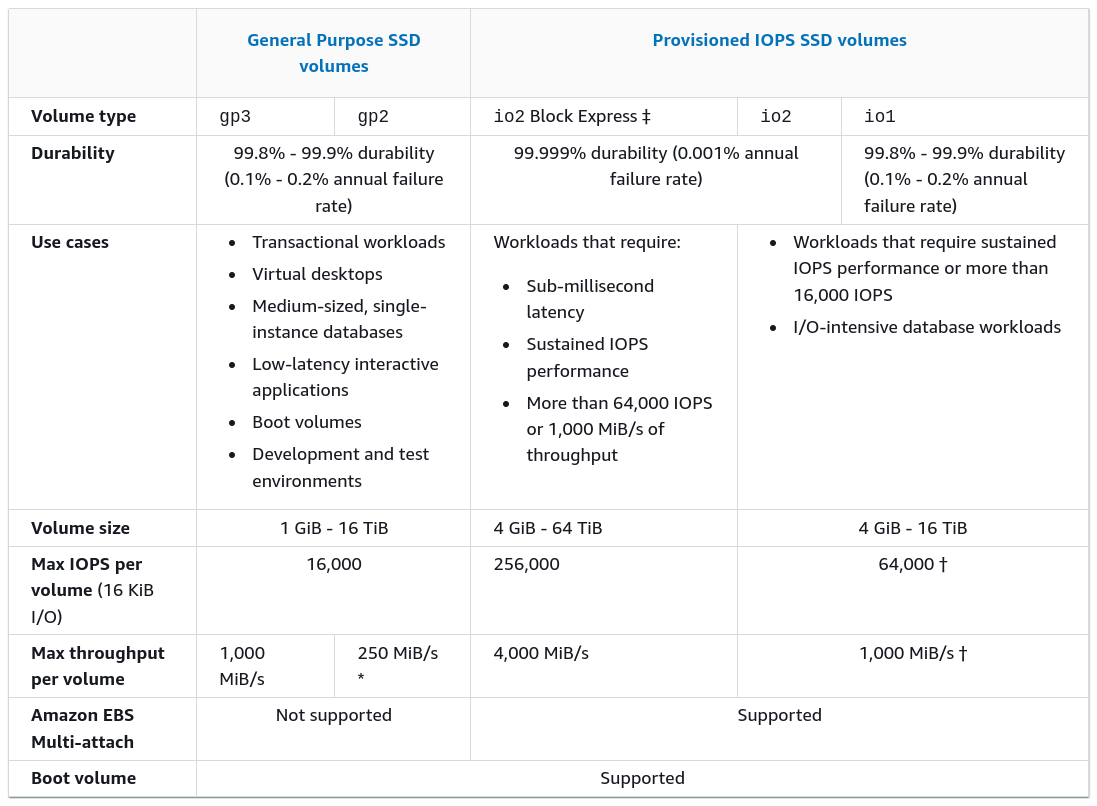 General Purpose SSD
volumes
Provisioned IOPS SSD volumes
Volume type
gp3
gp2
io2 Block Express ‡
io2
io1
Durability
99.8% - 99.9% durability
(0.1% - 0.2% annual failure
rate)
99.999% durability (0.001% annual
failure rate)
99.8% - 99.9% durability
(0.1% - 0.2% annual
failure rate)
Use cases
• Transactional workloads
• Virtual desktops
• Medium-sized, single-
instance databases
• Low-latency interactive
applications
• Boot volumes
• Development and test
environments
Workloads that require:
• Sub-millisecond
latency
• Sustained IOPS
performance
• More than 64,000 IOPS
or 1,000 MiB/s of
throughput
• Workloads that require sustained
IOPS performance or more than
16,000 IOPS
• I/O-intensive database workloads
Volume size
1 GiB - 16 TiB
4 GiB - 64 TiB
4 GiB - 16 TiB
Max IOPS per
volume (16 KiB
I/O)
16,000
256,000
64,000 †
Max throughput
per volume
1,000
MiB/s
250 MiB/s
*
4,000 MiB/s
1,000 MiB/s †
Amazon EBS
Multi-attach
Not supported
Supported
Boot volume
Supported